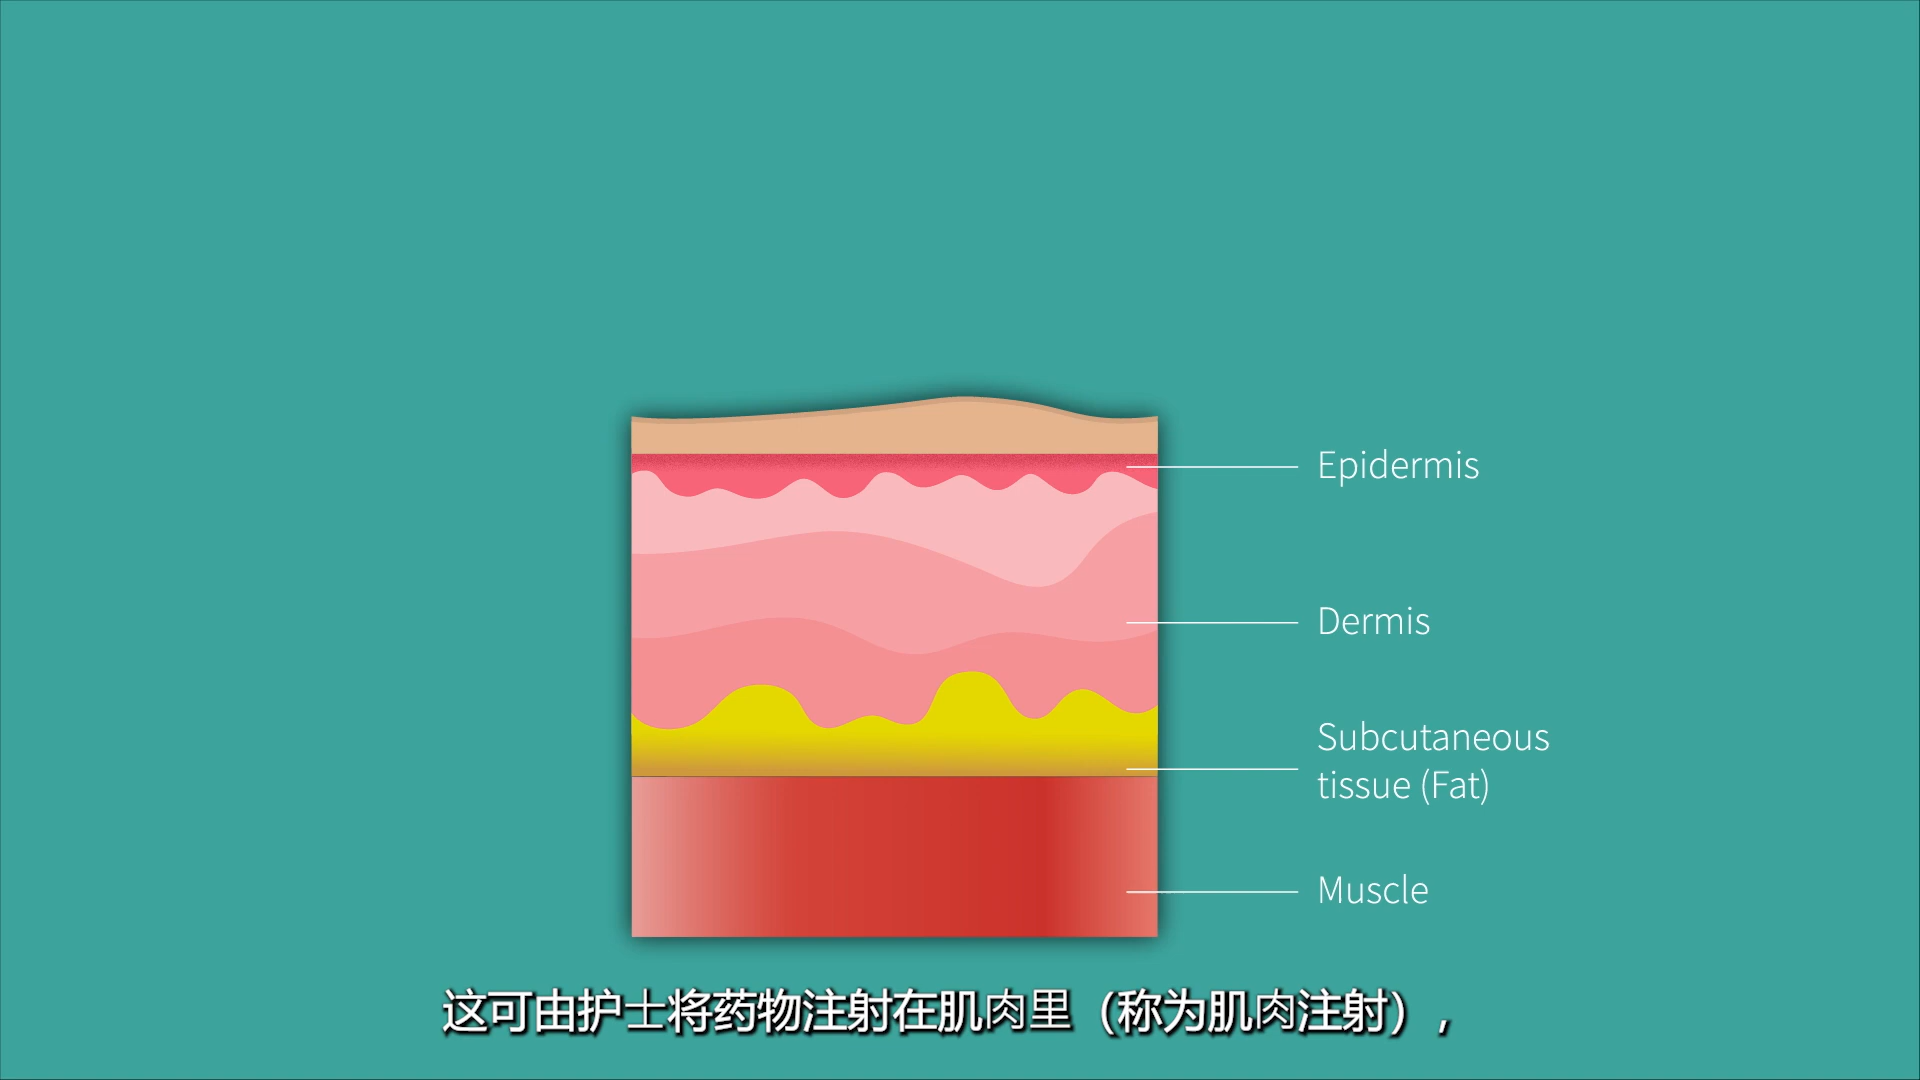 Epidermis
Dermis
Subcutaneous
tissue (Fat)
Muscle
这可由护士将药物注射在肌肉里（称为肌肉注射），